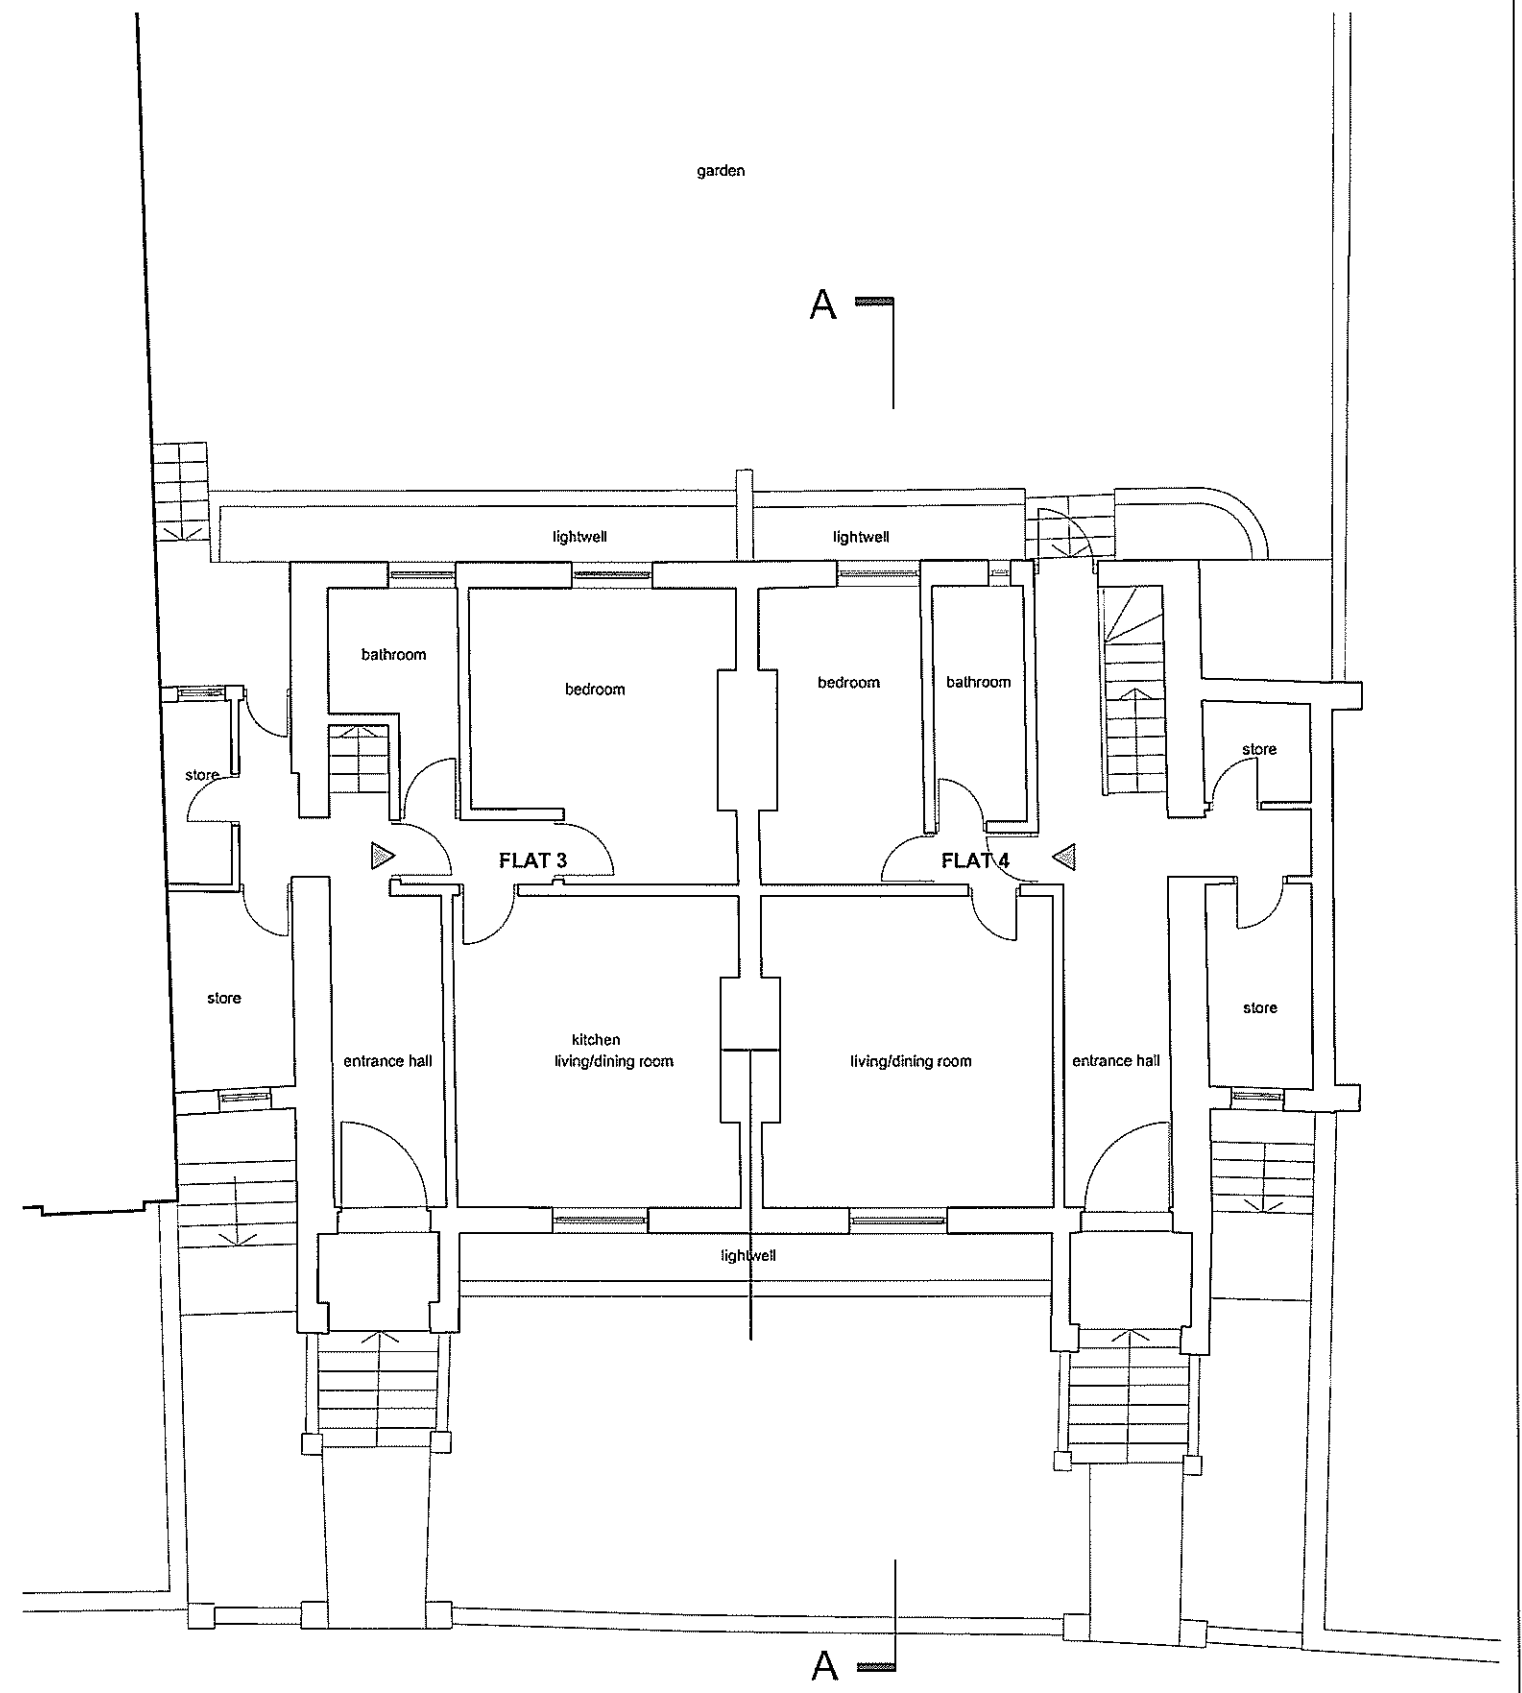 garden
A
lightwell
lightwell
bathroom
bedroom
bedroom
bathroom
store
store
FLAT 3
FLAT 4
store
store
kitchen
living/dining room
entrance hall
living/dining room
entrance hall
lightwell
A